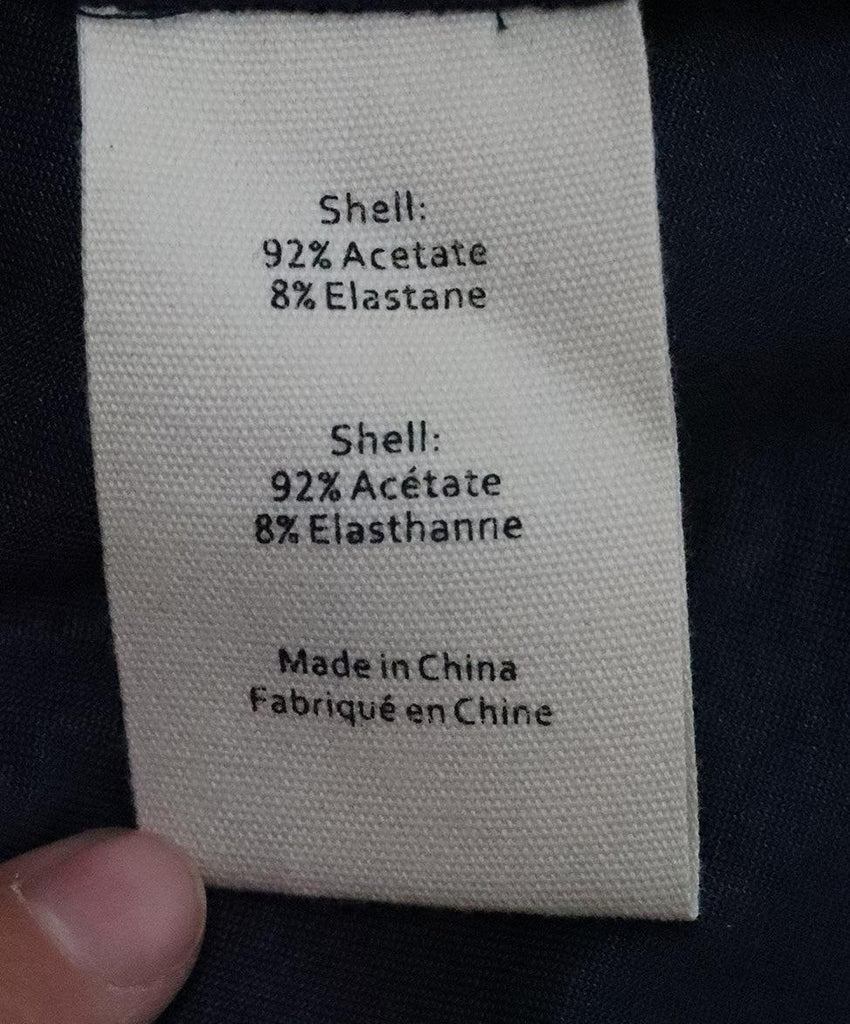 Shell:
92% Acetate
8% Elastane
Shell:
92% Acétate
8% Elasthanne
Made in China
Fabriqué en Chine